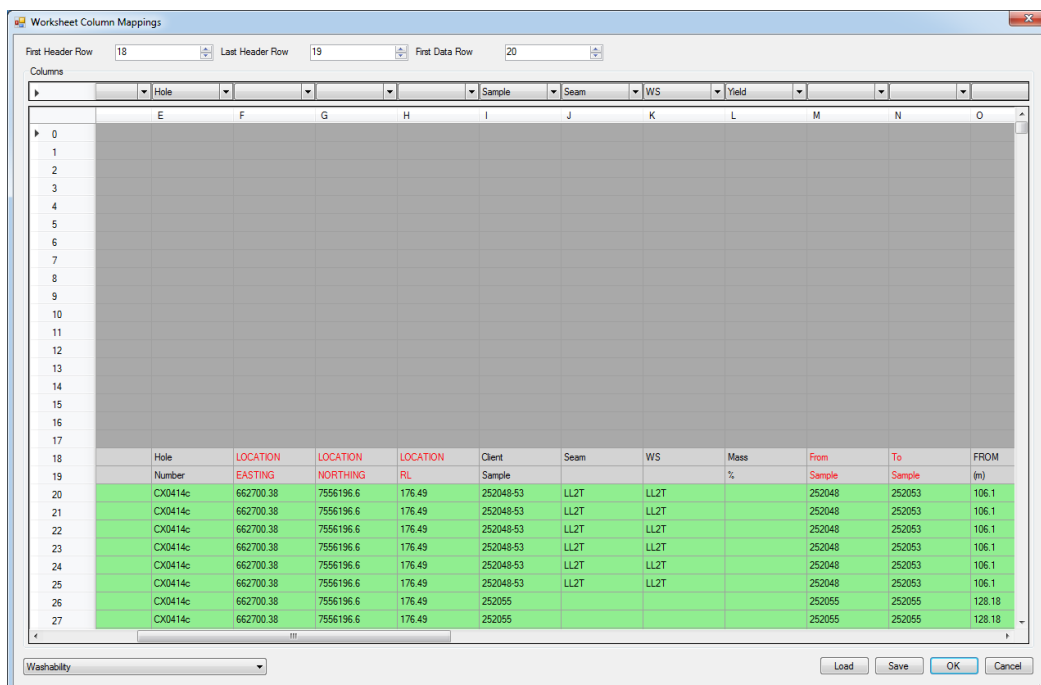 Worksheet Column Mappings
First Header Row 18 Last Header Row 19 First Data Row 20
Columns
Hole Sample Seam WS Yield
E F G H I J K L M N O
0
1
2
3
4
5
6
7
8
9
10
11
12
13
14
15
16
17
18 Hole LOCATION LOCATION LOCATION Client Seam WS Mass From To FROM
19 Number EASTING NORTHING RL Sample % Sample Sample (m)
20 CX0414c 662700.38 7556196.6 176.49 252048-53 LL2T LL2T 252048 252053 106.1
21 CX0414c 662700.38 7556196.6 176.49 252048-53 LL2T LL2T 252048 252053 106.1
22 CX0414c 662700.38 7556196.6 176.49 252048-53 LL2T LL2T 252048 252053 106.1
23 CX0414c 662700.38 7556196.6 176.49 252048-53 LL2T LL2T 252048 252053 106.1
24 CX0414c 662700.38 7556196.6 176.49 252048-53 LL2T LL2T 252048 252053 106.1
25 CX0414c 662700.38 7556196.6 176.49 252048-53 LL2T LL2T 252048 252053 106.1
26 CX0414c 662700.38 7556196.6 176.49 252055 252055 252055 128.18
27 CX0414c 662700.38 7556196.6 176.49 252055 252055 252055 128.18
Washability Load Save OK Cancel